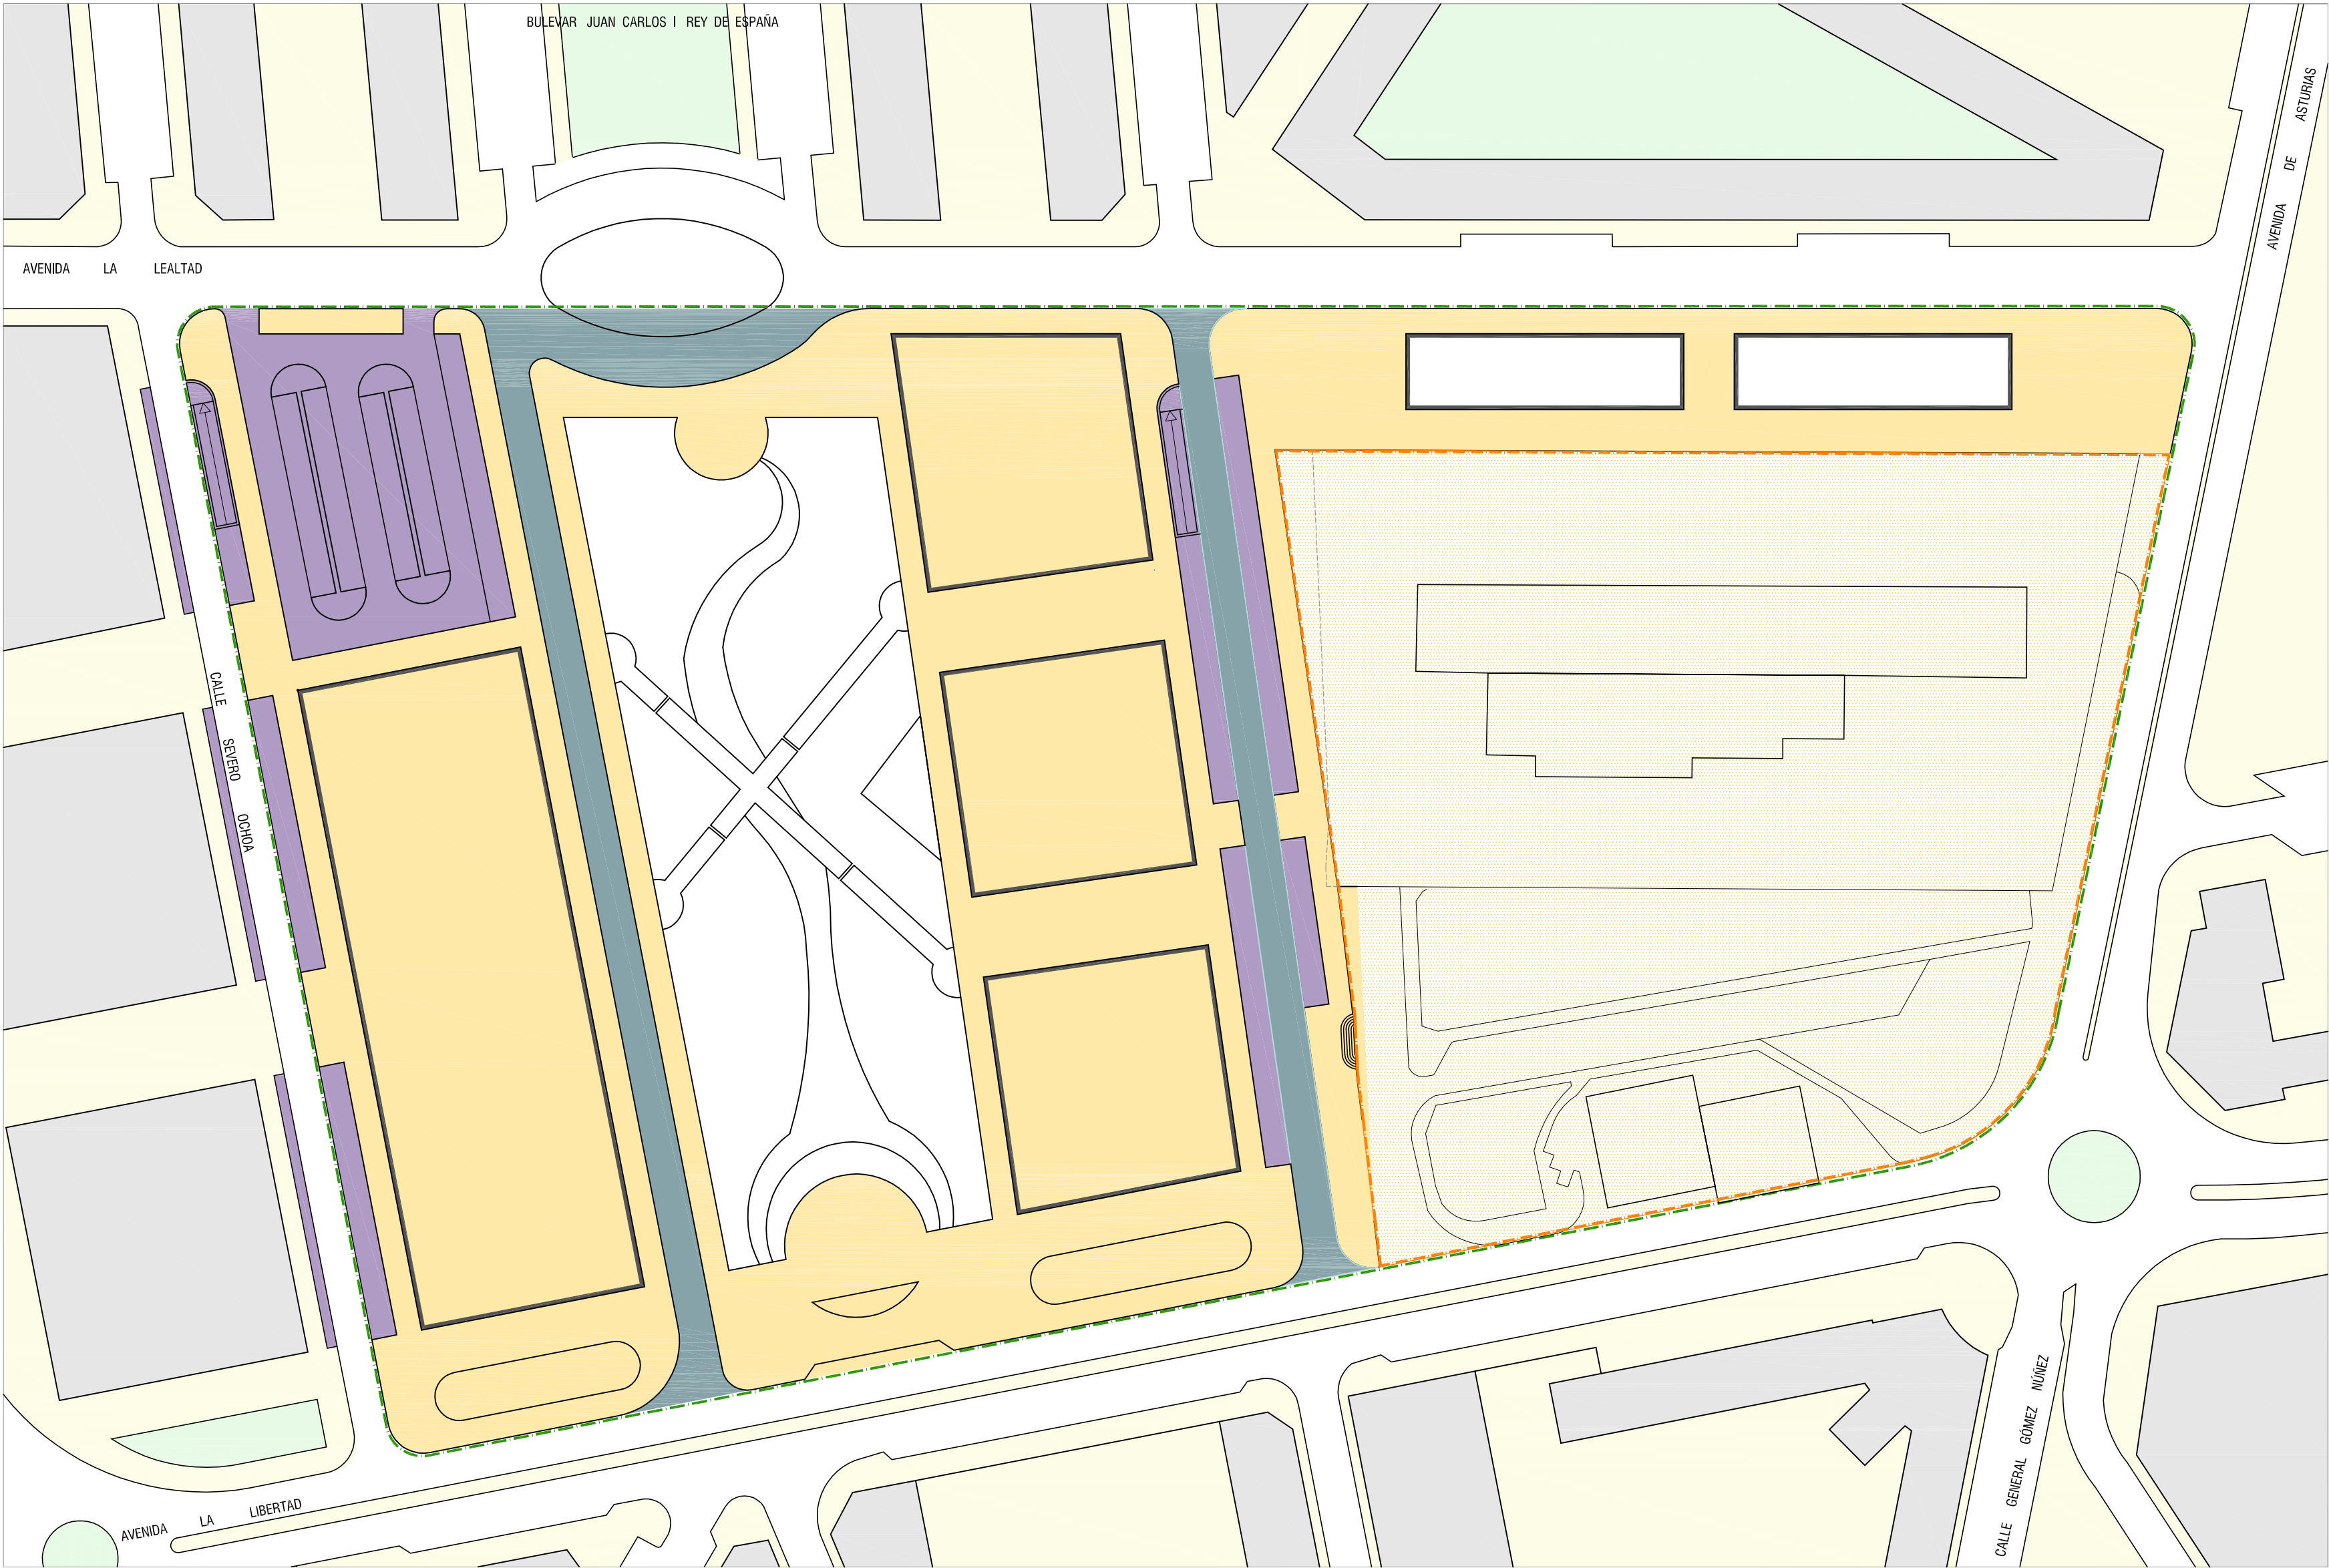 BULEVAR JUAN CARLOS I REY DE ESPAÑA
AVENIDA DE ASTURIAS
AVENIDA LA LEALTAD
CALLE SEVERO OCHOA
CALLE GENERAL GÓMEZ NÚÑEZ
AVENIDA LA LIBERTAD